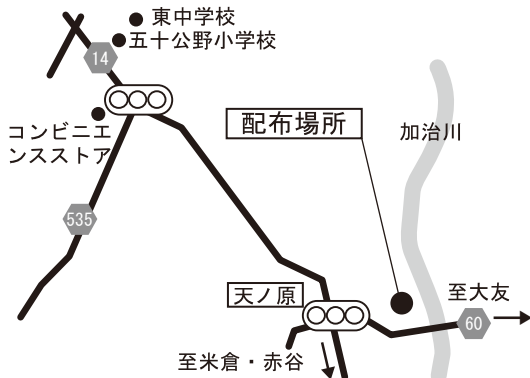 東中学校
五十公野小学校
14
コンビニエ
ンスストア
配布場所
加治川
535
天ノ原
至大友
60
至米倉・赤谷